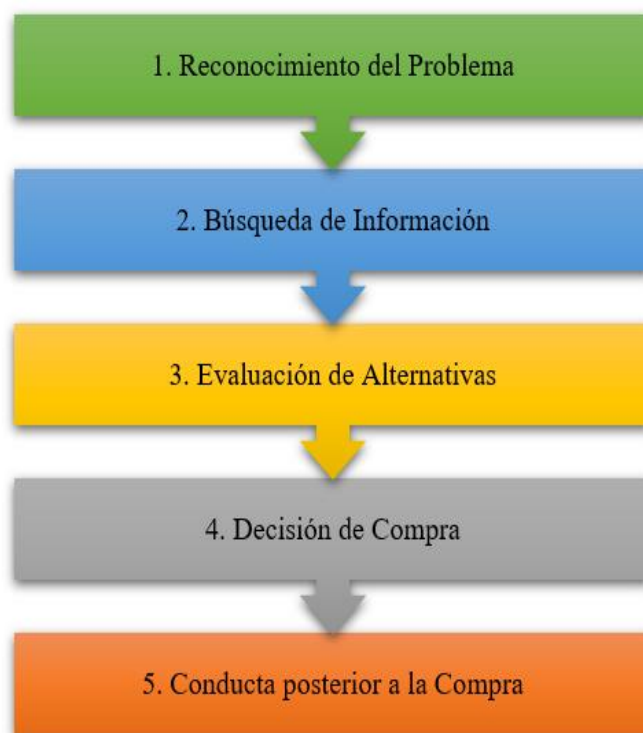 1. Reconocimiento del Problema
2. Búsqueda de Información
3. Evaluación de Alternativas
4. Decisión de Compra
5. Conducta posterior a la Compra